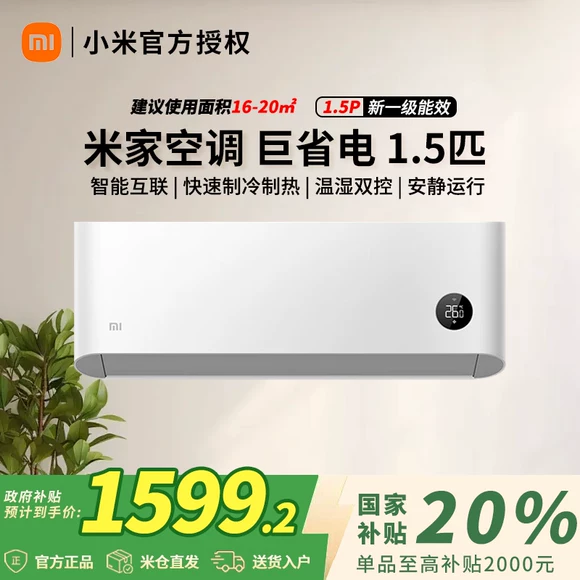 小米官方授权
建议使用面积16-20㎡ 1.5P 新一级能效
米家空调 巨省电 1.5匹
智能互联 | 快速制冷制热 | 温湿双控 | 安静运行
26.0
mi
政府补贴
预计到手价:
1599.2
国家
补贴
20%
正 官方正品 米仓直发 送货入户
单品至高补贴2000元